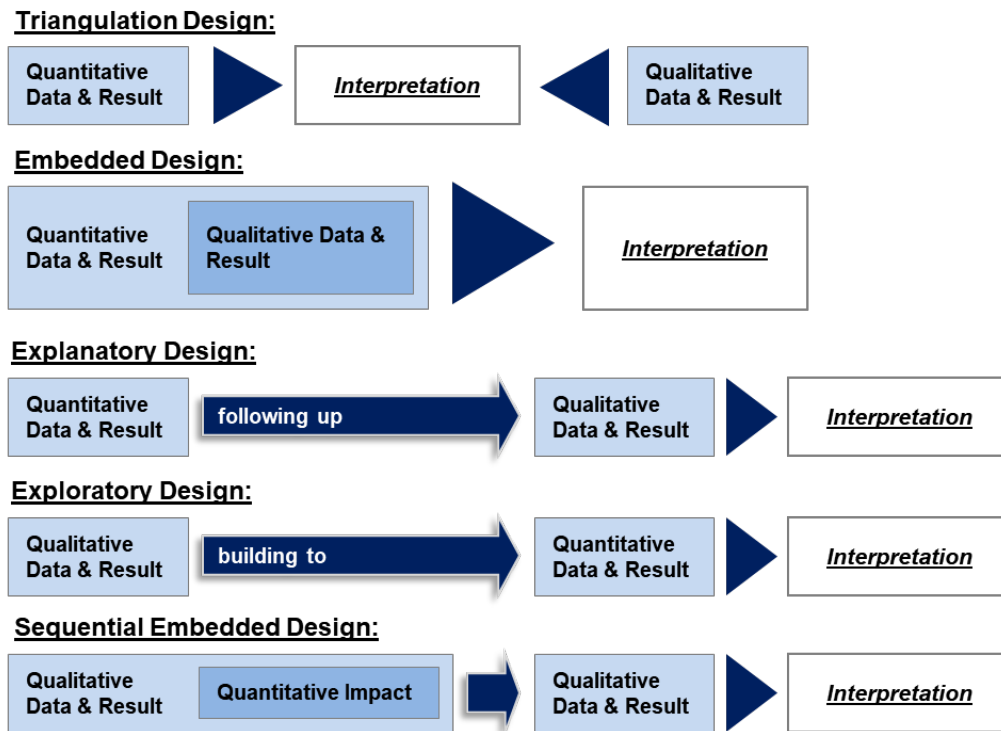 Triangulation Design:
Quantitative
Data & Result
Interpretation
Qualitative
Data & Result
Embedded Design:
Quantitative
Data & Result
Qualitative Data &
Result
Interpretation
Explanatory Design:
Quantitative
Data & Result
following up
Qualitative
Data & Result
Interpretation
Exploratory Design:
Qualitative
Data & Result
building to
Quantitative
Data & Result
Interpretation
Sequential Embedded Design:
Qualitative
Data & Result
Quantitative Impact
Qualitative
Data & Result
Interpretation